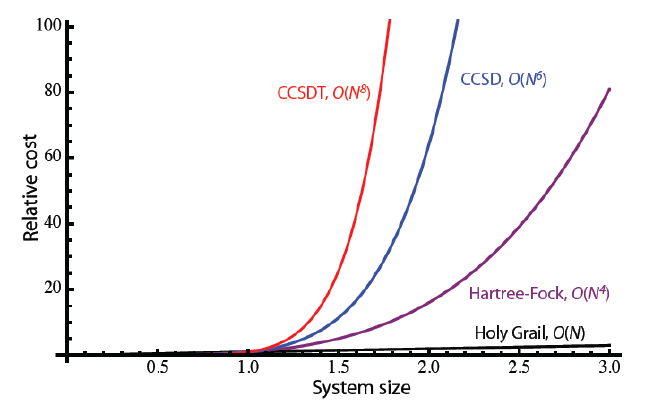 100
80
60
40
20
Relative cost
CCSDT, O(N⁸)
CCSD, O(N⁶)
Hartree-Fock, O(N⁴)
Holy Grail, O(N)
0.5 1.0 1.5 2.0 2.5 3.0
System size